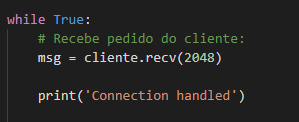 while True:
# Recebe pedido do cliente:
msg = cliente.recv(2048)
print('Connection handled')